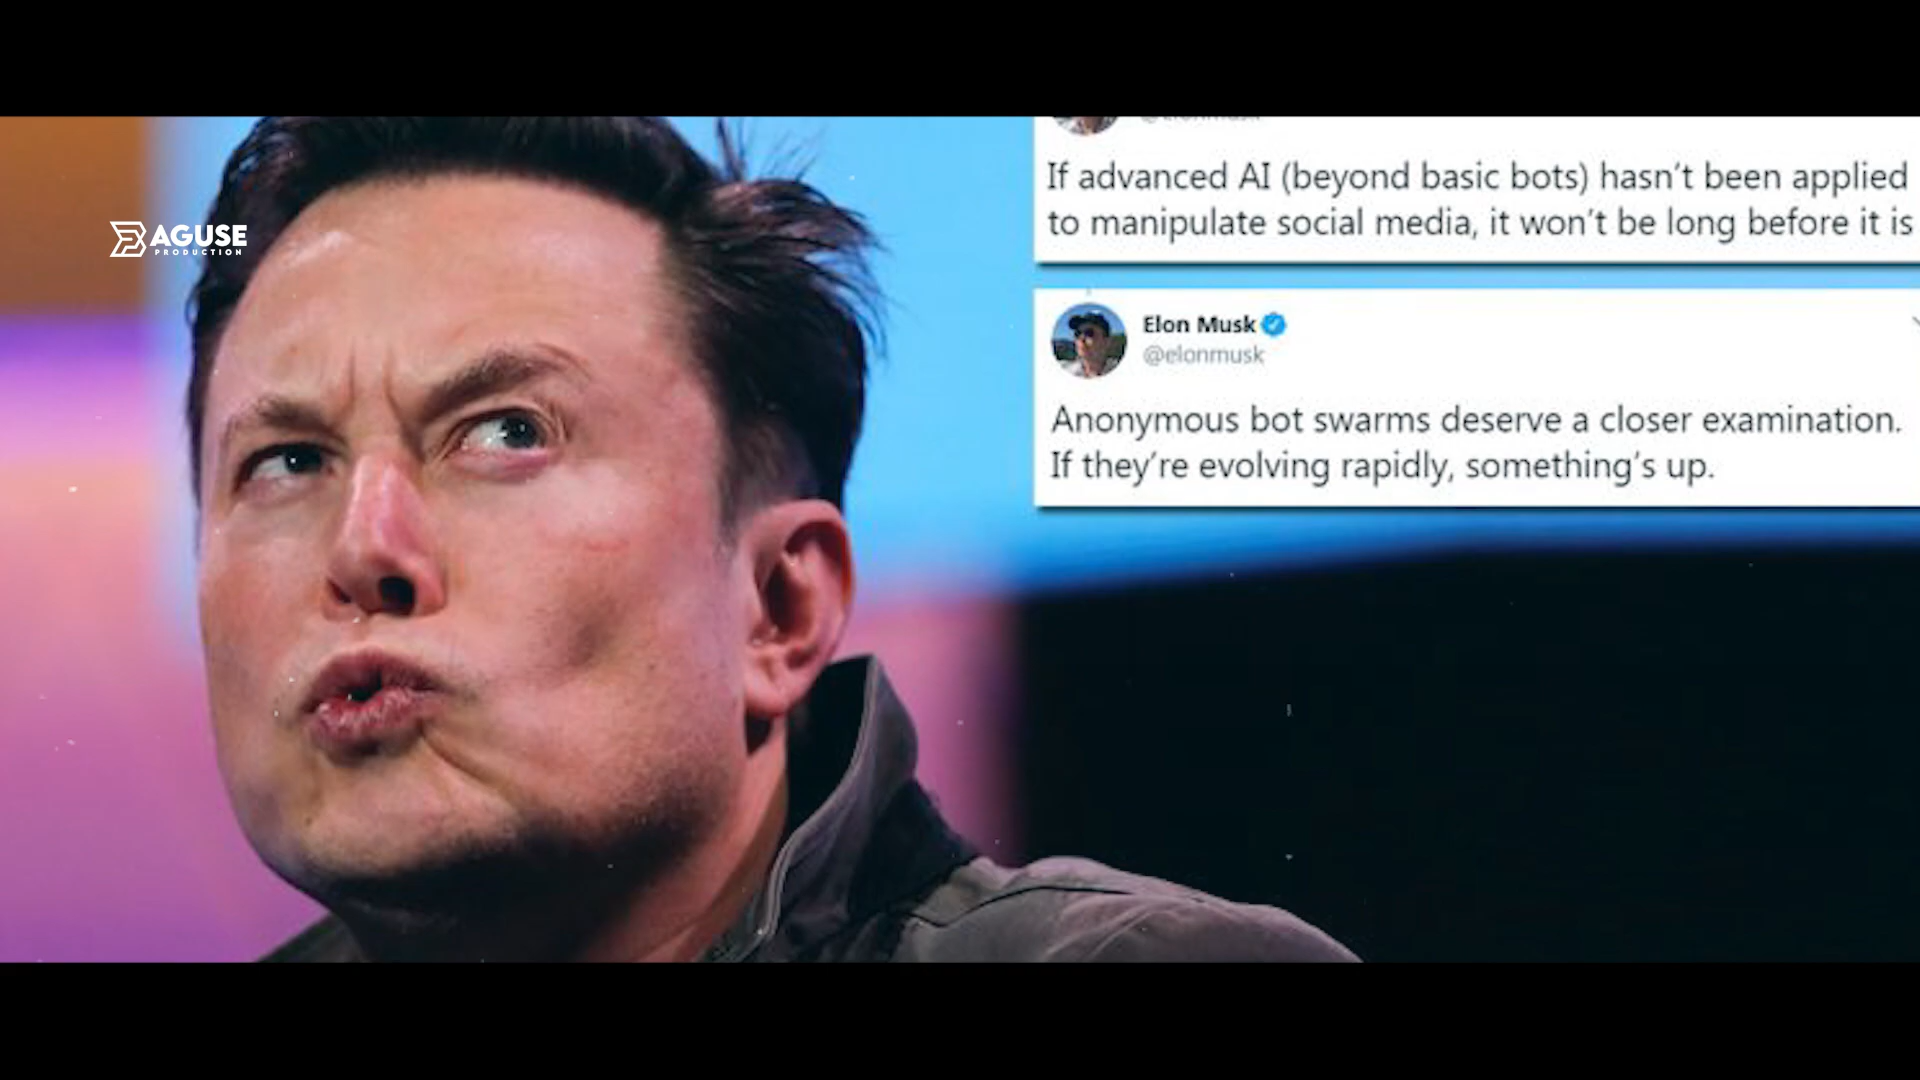 @elonmusk
If advanced AI (beyond basic bots) hasn't been applied
to manipulate social media, it won't be long before it is
AGUSE
PRODUCTION
Elon Musk
@elonmusk
Anonymous bot swarms deserve a closer examination.
If they're evolving rapidly, something's up.